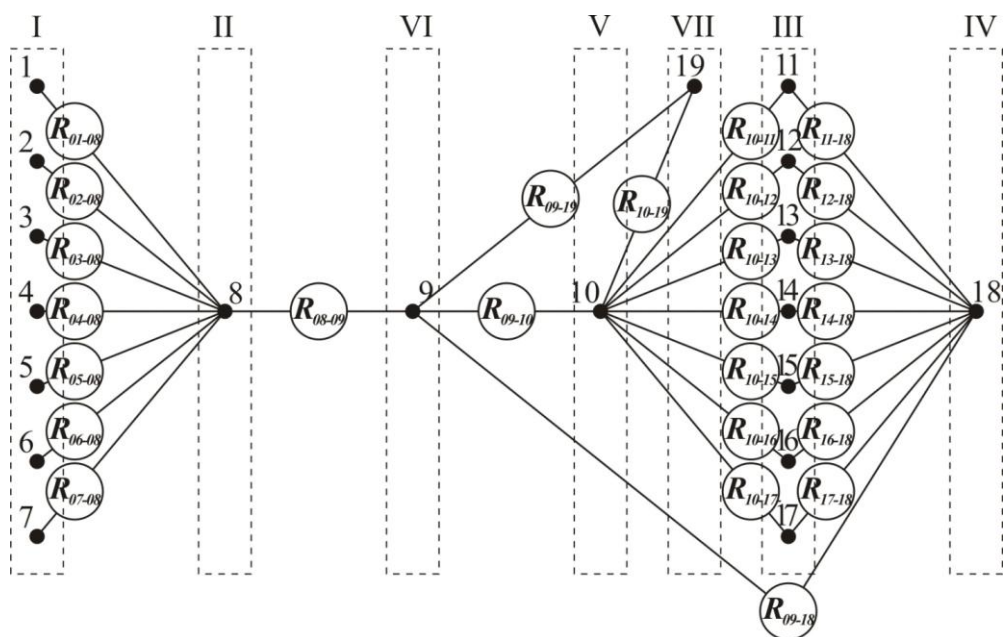 I II VI V VII III IV
1 19 11
R01-08 R10-11 R11-18
2 12
R02-08 R09-19 R10-19 R10-12 R12-18
3 13
R03-08 R10-13 R13-18
4 8 9 10 14 18
R04-08 R08-09 R09-10 R10-14 R14-18
5 15
R05-08 R10-15 R15-18
6 16
R06-08 R10-16 R16-18
R07-08 R10-17 R17-18
7 17
R09-18